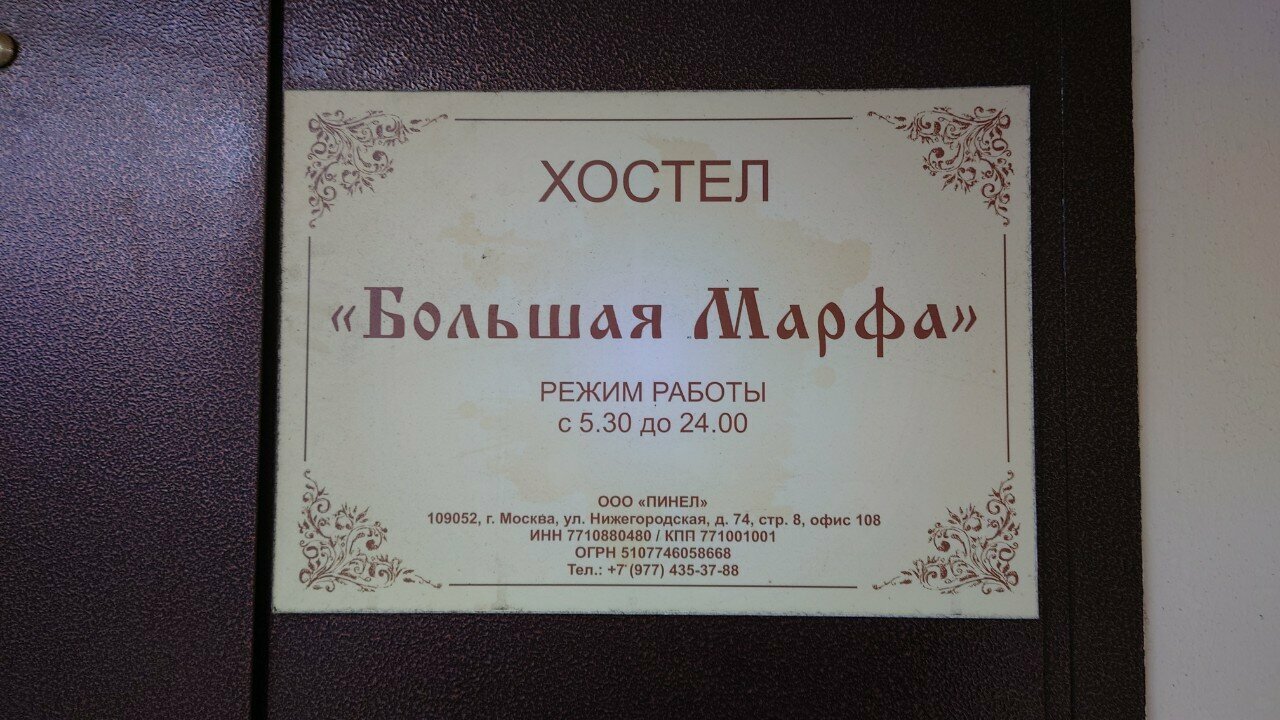 ХОСТЕЛ
«Большая Марфа»
РЕЖИМ РАБОТЫ
с 5.30 до 24.00
ООО «ПИНЕЛ»
109052, г. Москва, ул. Нижегородская, д. 74, стр. 8, офис 108
ИНН 7710880480 / КПП 771001001
ОГРН 5107746058668
Тел.: +7 (977) 435-37-88